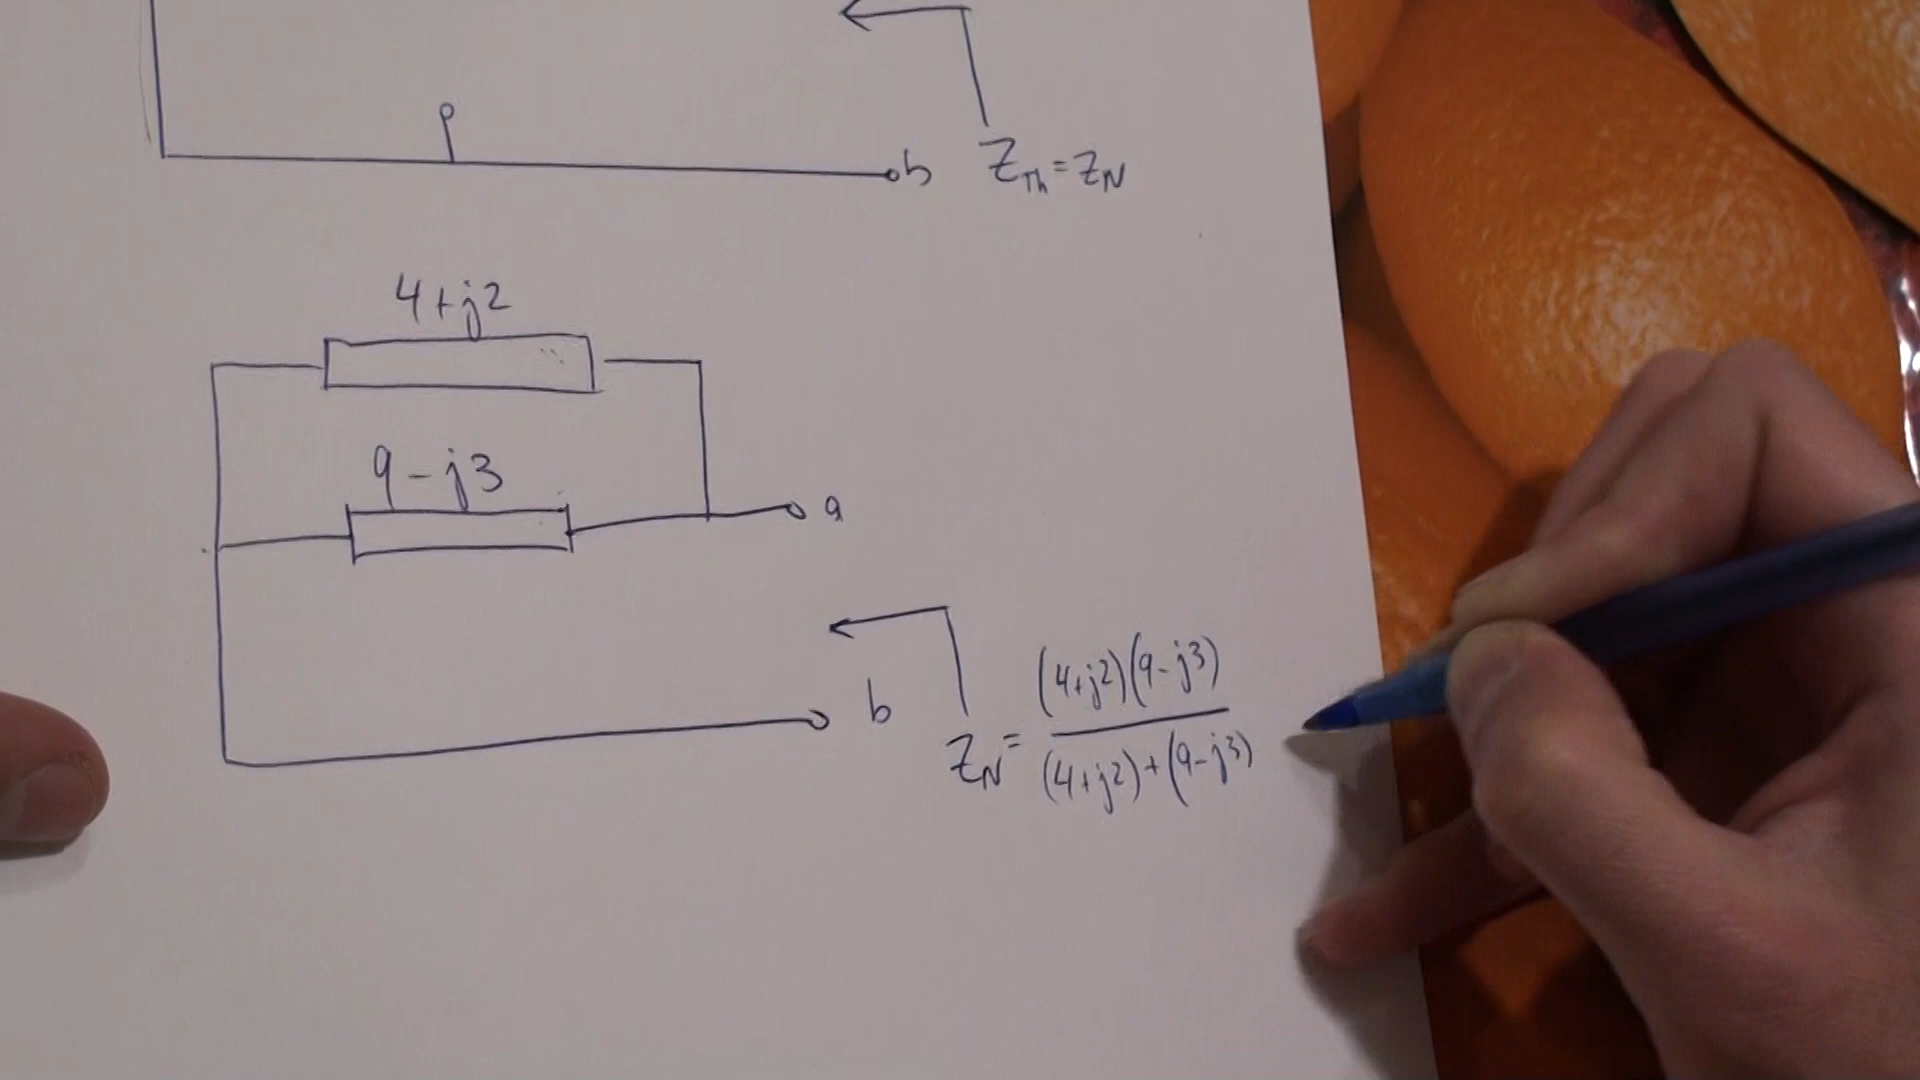 b
Z_Th = Z_N
4+j2
9-j3
a
b
Z_N = (4+j2)(9-j3)
(4+j2)+(9-j3)